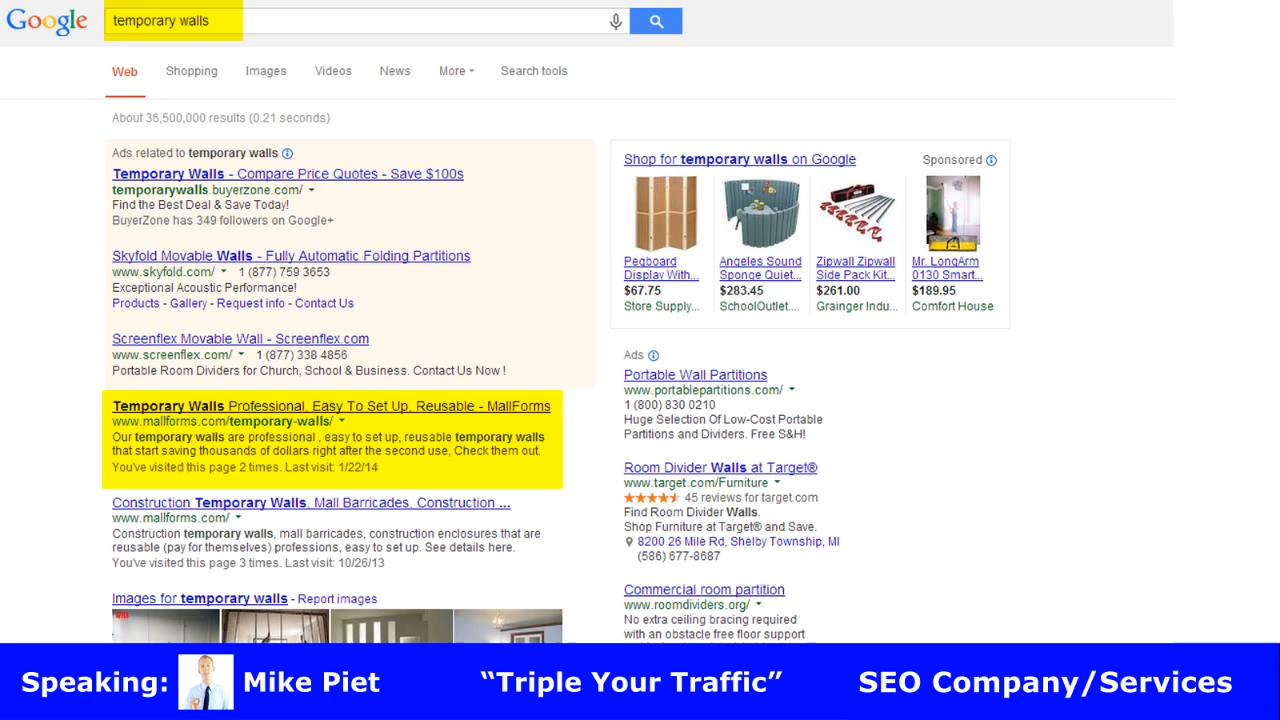 Google
temporary walls
Web
Shopping
Images
Videos
News
More
Search tools
About 36,500,000 results (0.21 seconds)
Ads related to temporary walls
Temporary Walls - Compare Price Quotes - Save $100s
temporarywalls.buyerzone.com/
Find the Best Deal & Save Today!
BuyerZone has 349 followers on Google+
Skyfold Movable Walls - Fully Automatic Folding Partitions
www.skyfold.com/ 1 (877) 759 3653
Exceptional Acoustic Performance!
Products - Gallery - Request info - Contact Us
Screenflex Movable Wall - Screenflex.com
www.screenflex.com/ 1 (877) 338 4856
Portable Room Dividers for Church, School & Business. Contact Us Now !
Temporary Walls Professional, Easy To Set Up, Reusable - MallForms
www.mallforms.com/temporary-walls/
Our temporary walls are professional , easy to set up, reusable temporary walls
that start saving thousands of dollars right after the second use, Check them out.
You've visited this page 2 times. Last visit: 1/22/14
Construction Temporary Walls, Mall Barricades, Construction ...
www.mallforms.com/
Construction temporary walls, mall barricades, construction enclosures that are
reusable (pay for themselves) professions, easy to set up. See details here.
You've visited this page 3 times. Last visit: 10/26/13
Images for temporary walls - Report images
Shop for temporary walls on Google
Sponsored
Pegboard
Display With...
$67.75
Store Supply...
Angeles Sound
Sponge Quiet...
$283.45
SchoolOutlet....
Zipwall Zipwall
Side Pack Kit...
$261.00
Grainger Indu...
Mr. LongArm
0130 Smart...
$189.95
Comfort House
Ads
Portable Wall Partitions
www.portablepartitions.com/
1 (800) 830 0210
Huge Selection Of Low-Cost Portable
Partitions and Dividers. Free S&H!
Room Divider Walls at Target®
www.target.com/Furniture
45 reviews for target.com
Find Room Divider Walls.
Shop Furniture at Target® and Save.
8200 26 Mile Rd, Shelby Township, MI
(586) 677-8687
Commercial room partition
www.roomdividers.org/
No extra ceiling bracing required
with an obstacle free floor support
Speaking: Mike Piet "Triple Your Traffic" SEO Company/Services